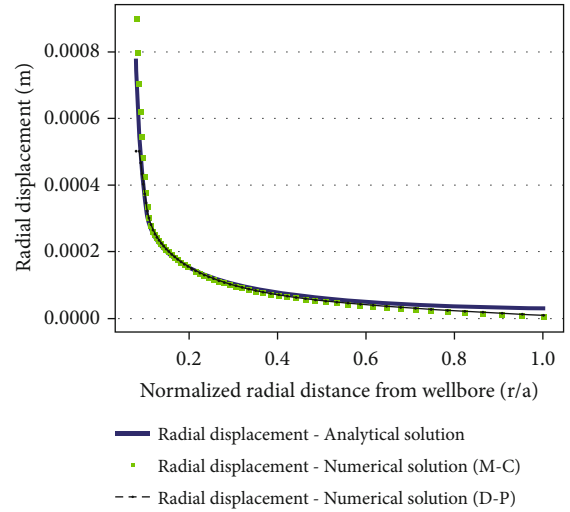 Radial displacement (m)
0.0008
0.0006
0.0004
0.0002
0.0000
0.2 0.4 0.6 0.8 1.0
Normalized radial distance from wellbore (r/a)
Radial displacement - Analytical solution
Radial displacement - Numerical solution (M-C)
Radial displacement - Numerical solution (D-P)